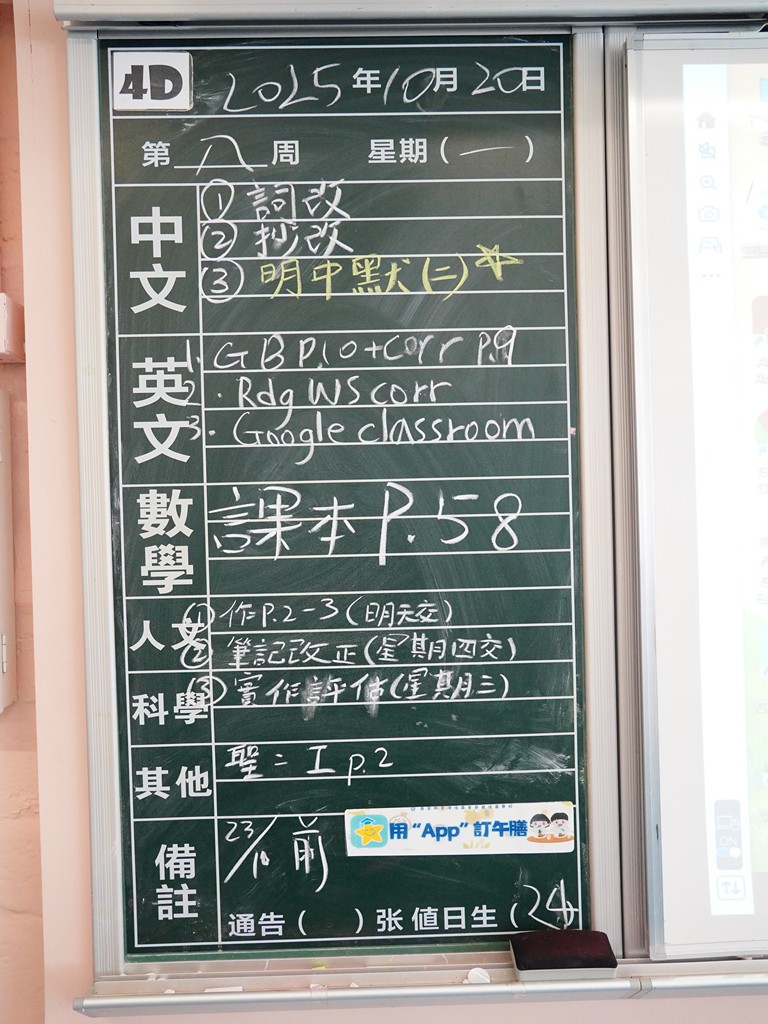 4D 2025年10月20日
第八周 星期(一)
中文
① 詞改
② 抄改
③ 明中默(二)☆
英文
1. GB P.10 + corr P.9
2. Rdg WS corr
3. Google classroom
數學
課本 P.58
人文
① 作P.2-3(明天交)
② 筆記改正(星期四交)
科學
③ 實作評估(星期三)
其他
聖=工 p.2
備註
23/10 前
用“App”訂午膳
通告( )张 值日生(24)
ON